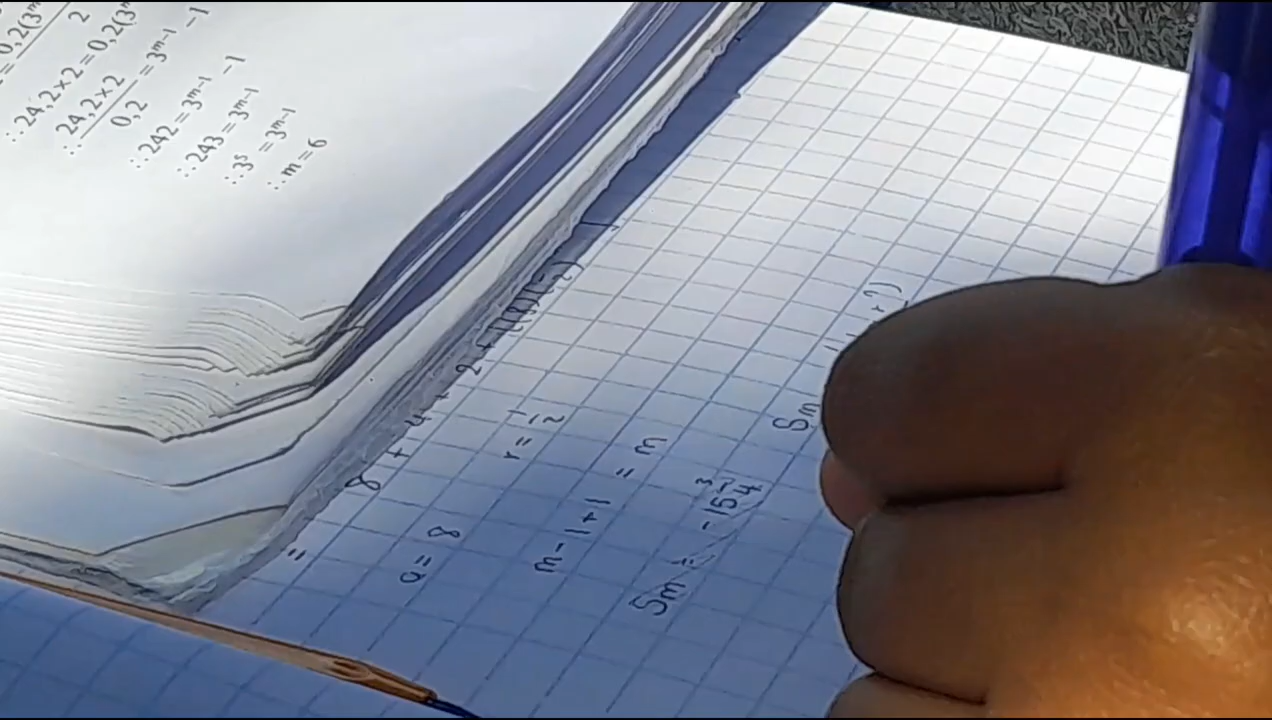 = 0,2(3ᵐ
2
∴ 24,2×2 = 0,2(3ᵐ
∴ 24,2×2 / 0,2 = 3ᵐ⁻¹ −1
∴ 242 = 3ᵐ⁻¹ −1
∴ 243 = 3ᵐ⁻¹
∴ 3⁵ = 3ᵐ⁻¹
∴ m = 6
= 8 + 4 + 2
a = 8
r = 1/2
m − 1 + 1 = m
Sm = −15 3/4
Sm